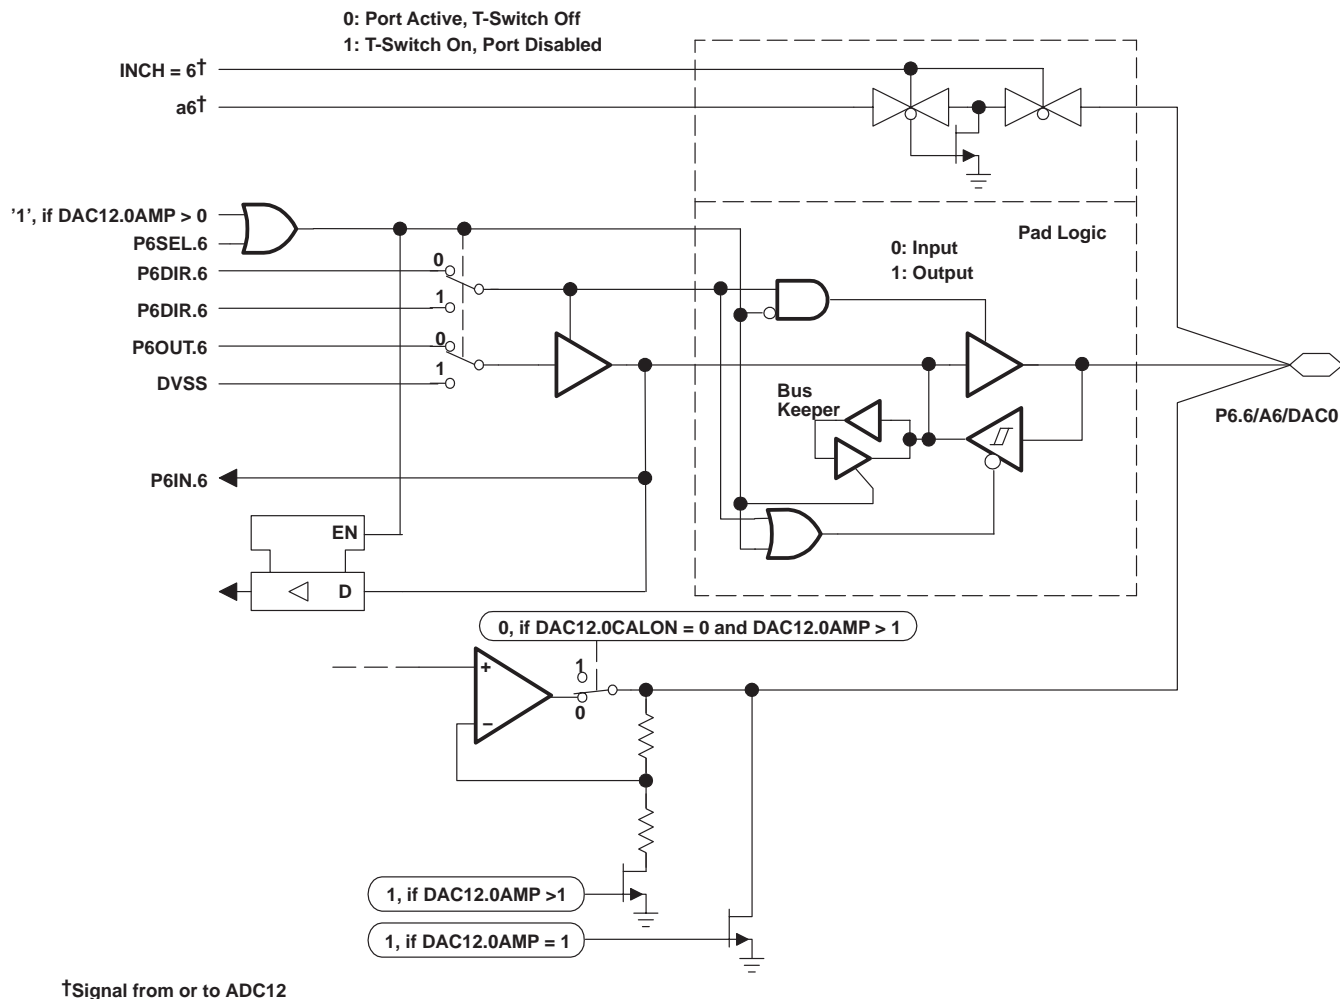 0: Port Active, T-Switch Off
1: T-Switch On, Port Disabled
INCH = 6†
a6†
'1', if DAC12.0AMP > 0
P6SEL.6
P6DIR.6
P6DIR.6
P6OUT.6
DVSS
0
1
0
1
Pad Logic
0: Input
1: Output
Bus
Keeper
P6.6/A6/DAC0
P6IN.6
EN
D
0, if DAC12.0CALON = 0 and DAC12.0AMP > 1
+
−
1
0
1, if DAC12.0AMP >1
1, if DAC12.0AMP = 1
†Signal from or to ADC12